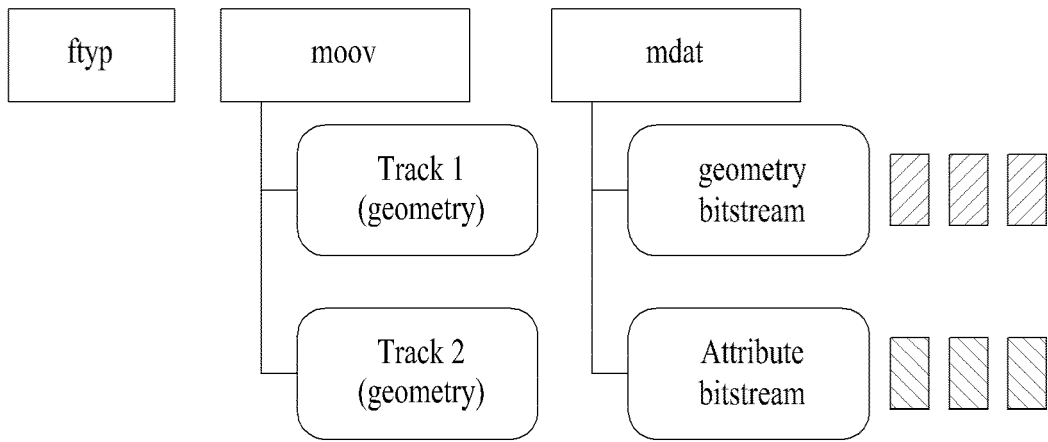 ftyp
moov
mdat
Track 1
(geometry)
geometry
bitstream
Track 2
(geometry)
Attribute
bitstream